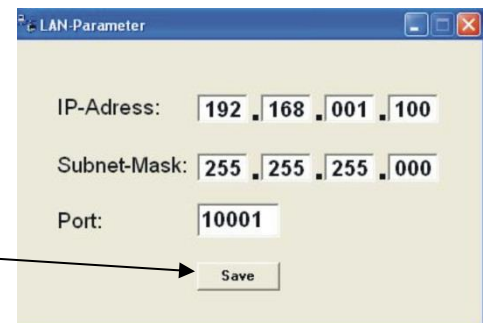 LAN-Parameter
IP-Adress: 192 . 168 . 001 . 100
Subnet-Mask: 255 . 255 . 255 . 000
Port: 10001
Save